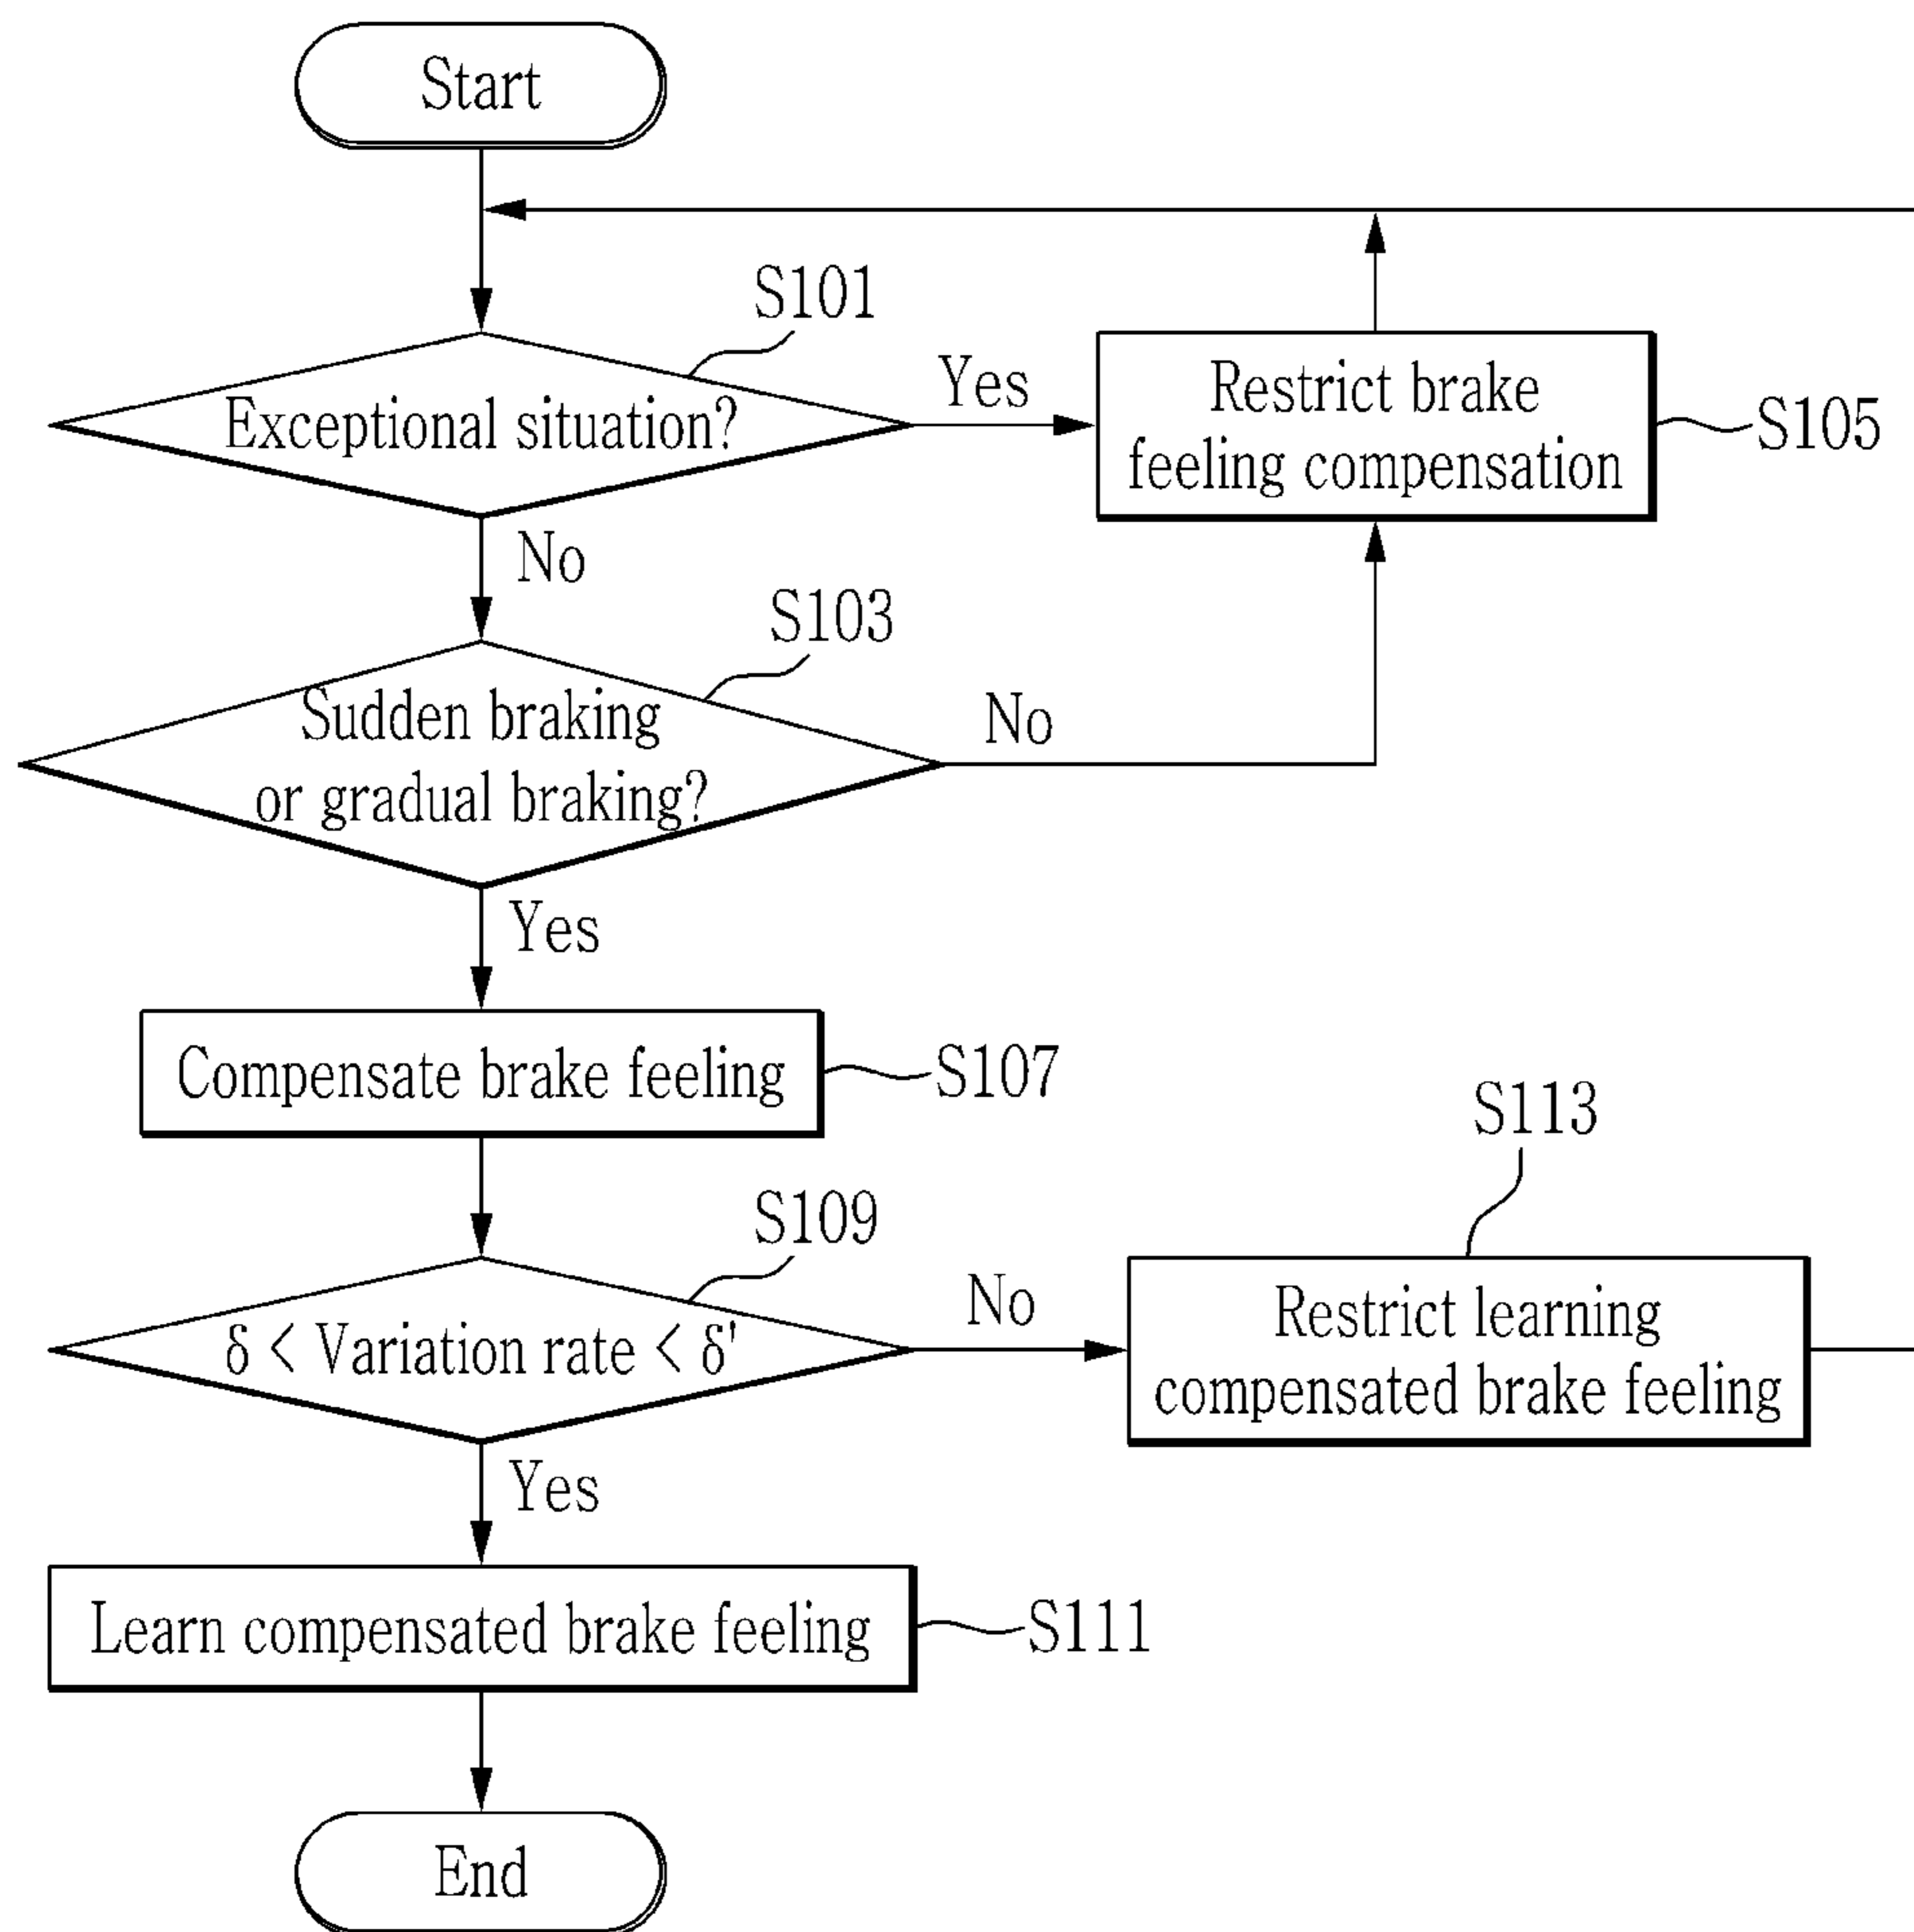 Start
S101
Exceptional situation?
Yes
Restrict brake
feeling compensation
S105
No
S103
Sudden braking
or gradual braking?
No
Yes
Compensate brake feeling
S107
S113
S109
δ < Variation rate < δ'
No
Restrict learning
compensated brake feeling
Yes
Learn compensated brake feeling
S111
End